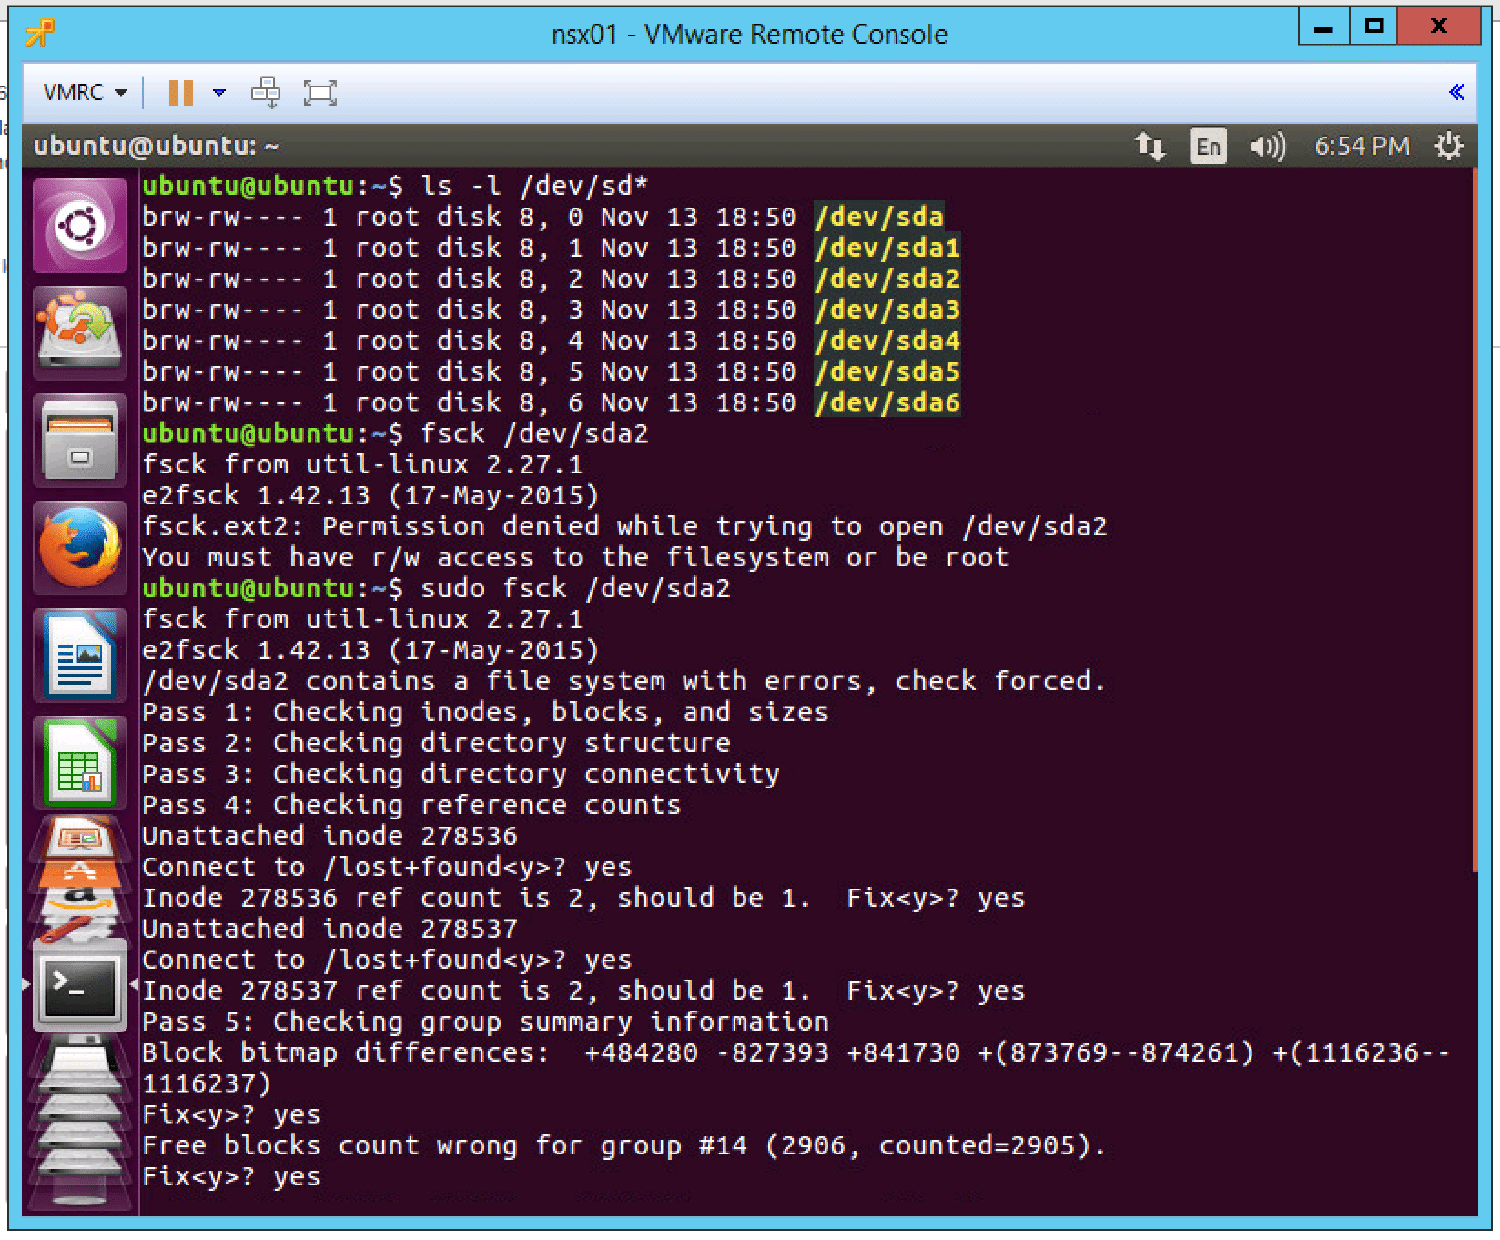 nsx01 - VMware Remote Console
VMRC
ubuntu@ubuntu: ~
En
6:54 PM
ubuntu@ubuntu:~$ ls -l /dev/sd*
brw-rw---- 1 root disk 8, 0 Nov 13 18:50 /dev/sda
brw-rw---- 1 root disk 8, 1 Nov 13 18:50 /dev/sda1
brw-rw---- 1 root disk 8, 2 Nov 13 18:50 /dev/sda2
brw-rw---- 1 root disk 8, 3 Nov 13 18:50 /dev/sda3
brw-rw---- 1 root disk 8, 4 Nov 13 18:50 /dev/sda4
brw-rw---- 1 root disk 8, 5 Nov 13 18:50 /dev/sda5
brw-rw---- 1 root disk 8, 6 Nov 13 18:50 /dev/sda6
ubuntu@ubuntu:~$ fsck /dev/sda2
fsck from util-linux 2.27.1
e2fsck 1.42.13 (17-May-2015)
fsck.ext2: Permission denied while trying to open /dev/sda2
You must have r/w access to the filesystem or be root
ubuntu@ubuntu:~$ sudo fsck /dev/sda2
fsck from util-linux 2.27.1
e2fsck 1.42.13 (17-May-2015)
/dev/sda2 contains a file system with errors, check forced.
Pass 1: Checking inodes, blocks, and sizes
Pass 2: Checking directory structure
Pass 3: Checking directory connectivity
Pass 4: Checking reference counts
Unattached inode 278536
Connect to /lost+found<y>? yes
Inode 278536 ref count is 2, should be 1.  Fix<y>? yes
Unattached inode 278537
Connect to /lost+found<y>? yes
Inode 278537 ref count is 2, should be 1.  Fix<y>? yes
Pass 5: Checking group summary information
Block bitmap differences:  +484280 -827393 +841730 +(873769--874261) +(1116236--
1116237)
Fix<y>? yes
Free blocks count wrong for group #14 (2906, counted=2905).
Fix<y>? yes